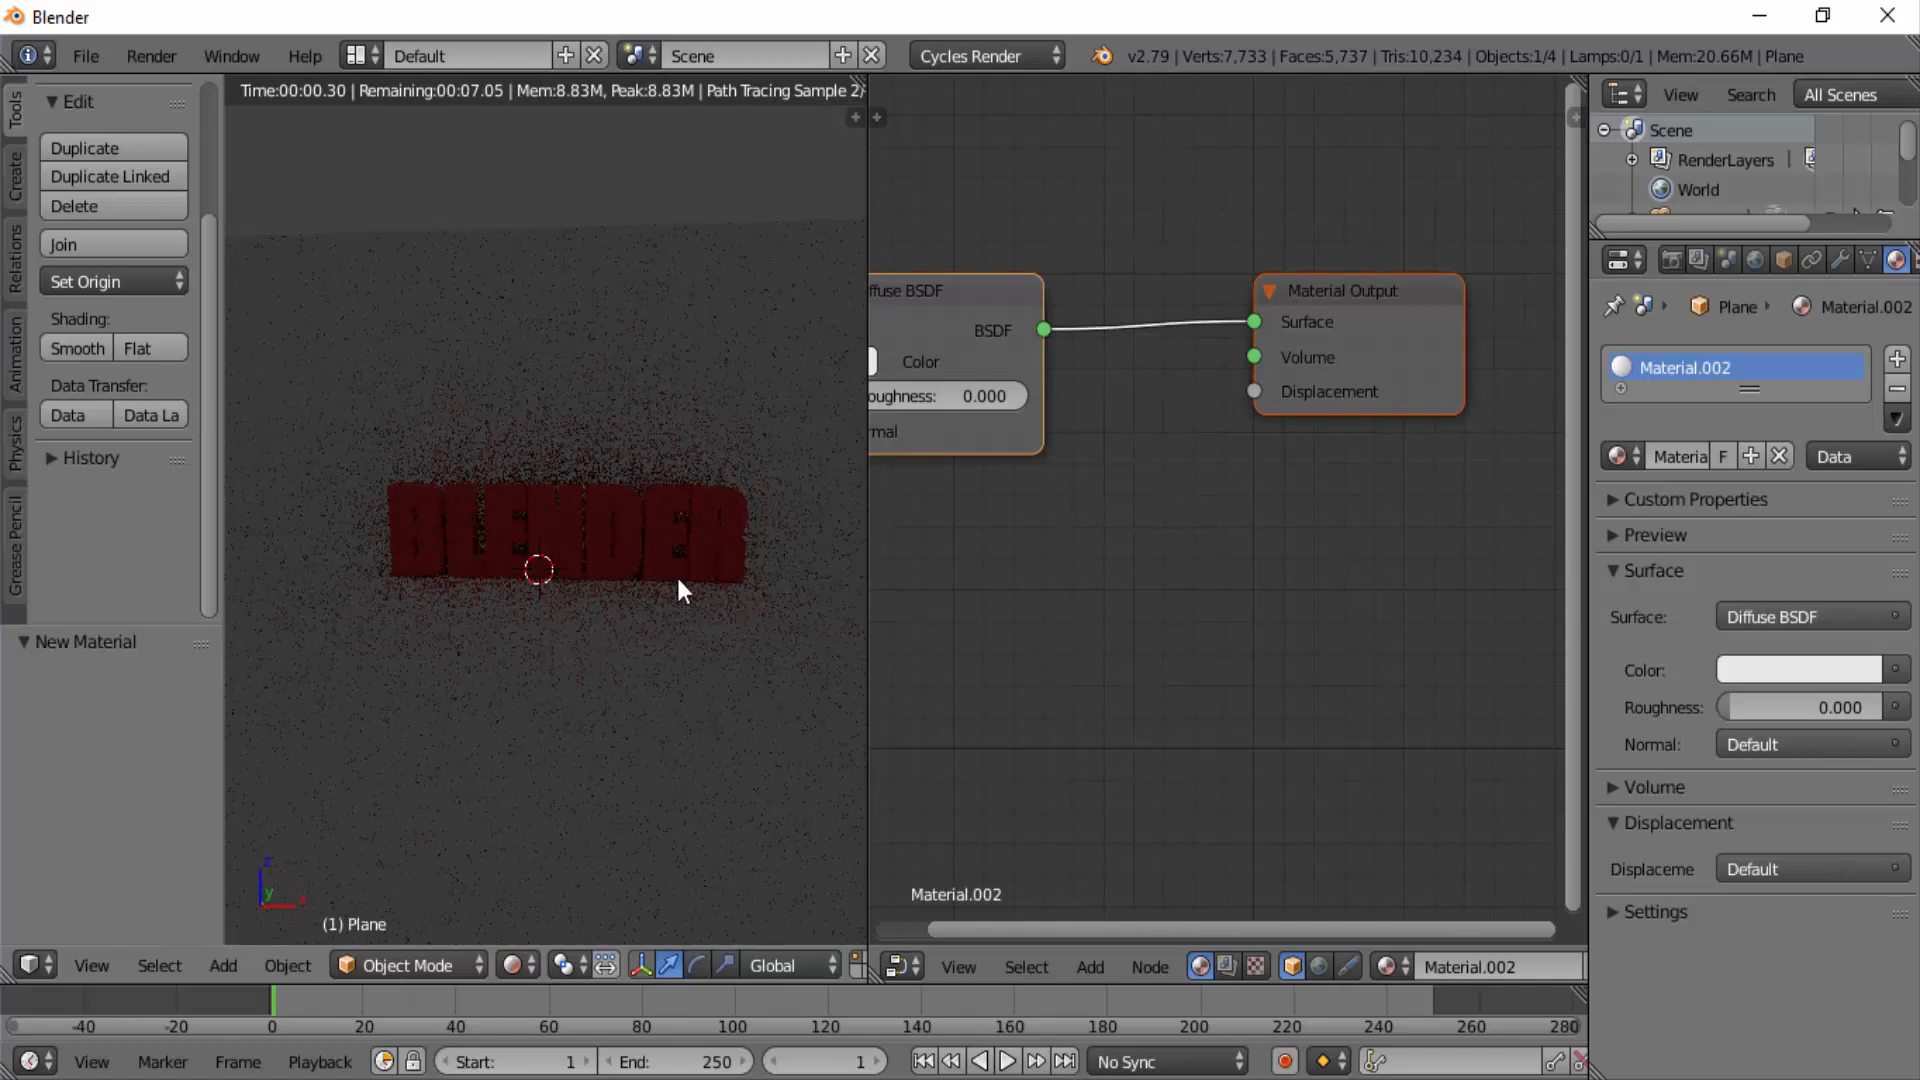 Blender
File Render Window Help Default Scene Cycles Render v2.79 | Verts:7,733 | Faces:5,737 | Tris:10,234 | Objects:1/4 | Lamps:0/1 | Mem:20.66M | Plane
Tools
Create
Relations
Animation
Physics
Grease Pencil
Edit
Duplicate
Duplicate Linked
Delete
Join
Set Origin
Shading:
Smooth Flat
Data Transfer:
Data Data La
History
New Material
Time:00:00.30 | Remaining:00:07.05 | Mem:8.83M, Peak:8.83M | Path Tracing Sample 2/
BLENDER
z
y
x
(1) Plane
View Select Add Object Object Mode Global
ffuse BSDF
BSDF
Color
oughness: 0.000
rmal
Material Output
Surface
Volume
Displacement
Material.002
View Select Add Node Material.002
View Search All Scenes
Scene
RenderLayers |
World
Plane Material.002
Material.002
Materia F Data
Custom Properties
Preview
Surface
Surface: Diffuse BSDF
Color:
Roughness: 0.000
Normal: Default
Volume
Displacement
Displaceme Default
Settings
-40 -20 0 20 40 60 80 100 120 140 160 180 200 220 240 260 280
View Marker Frame Playback Start: 1 End: 250 1 No Sync